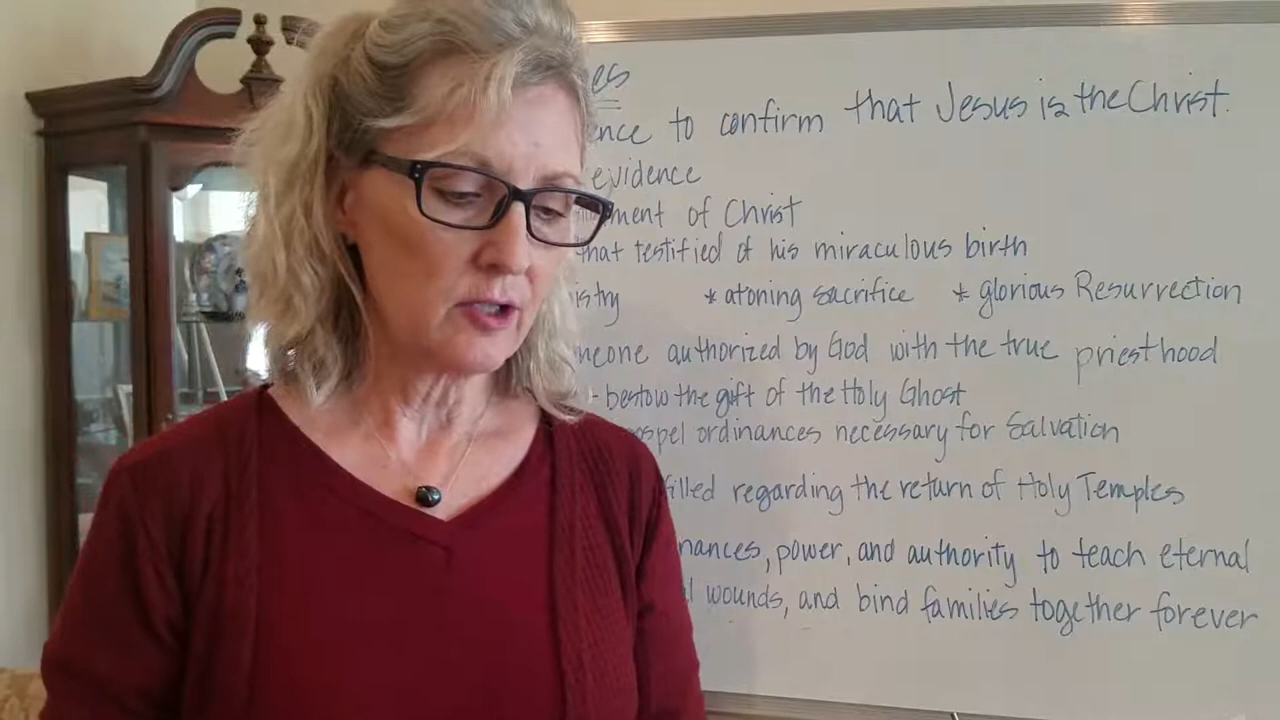 es
ence to confirm that Jesus is the Christ.
evidence
ment of Christ
that testified of his miraculous birth
istry * atoning sacrifice * glorious Resurrection
meone authorized by God with the true priesthood
- bestow the gift of the Holy Ghost
ospel ordinances necessary for Salvation
filled regarding the return of Holy Temples
nances, power, and authority to teach eternal
l wounds, and bind families together forever